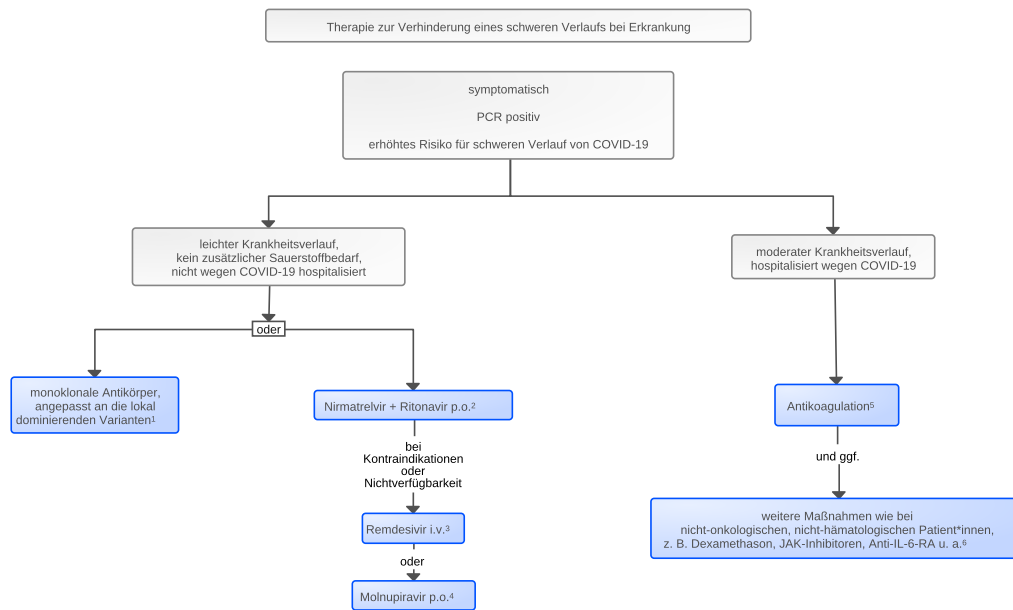 Therapie zur Verhinderung eines schweren Verlaufs bei Erkrankung
symptomatisch
PCR positiv
erhöhtes Risiko für schweren Verlauf von COVID-19
leichter Krankheitsverlauf,
kein zusätzlicher Sauerstoffbedarf,
nicht wegen COVID-19 hospitalisiert
moderater Krankheitsverlauf,
hospitalisiert wegen COVID-19
oder
monoklonale Antikörper,
angepasst an die lokal
dominierenden Varianten¹
Nirmatrelvir + Ritonavir p.o.²
Antikoagulation⁵
bei
Kontraindikationen
oder
Nichtverfügbarkeit
und ggf.
Remdesivir i.v.³
weitere Maßnahmen wie bei
nicht-onkologischen, nicht-hämatologischen Patient*innen,
z. B. Dexamethason, JAK-Inhibitoren, Anti-IL-6-RA u. a.⁶
oder
Molnupiravir p.o.⁴